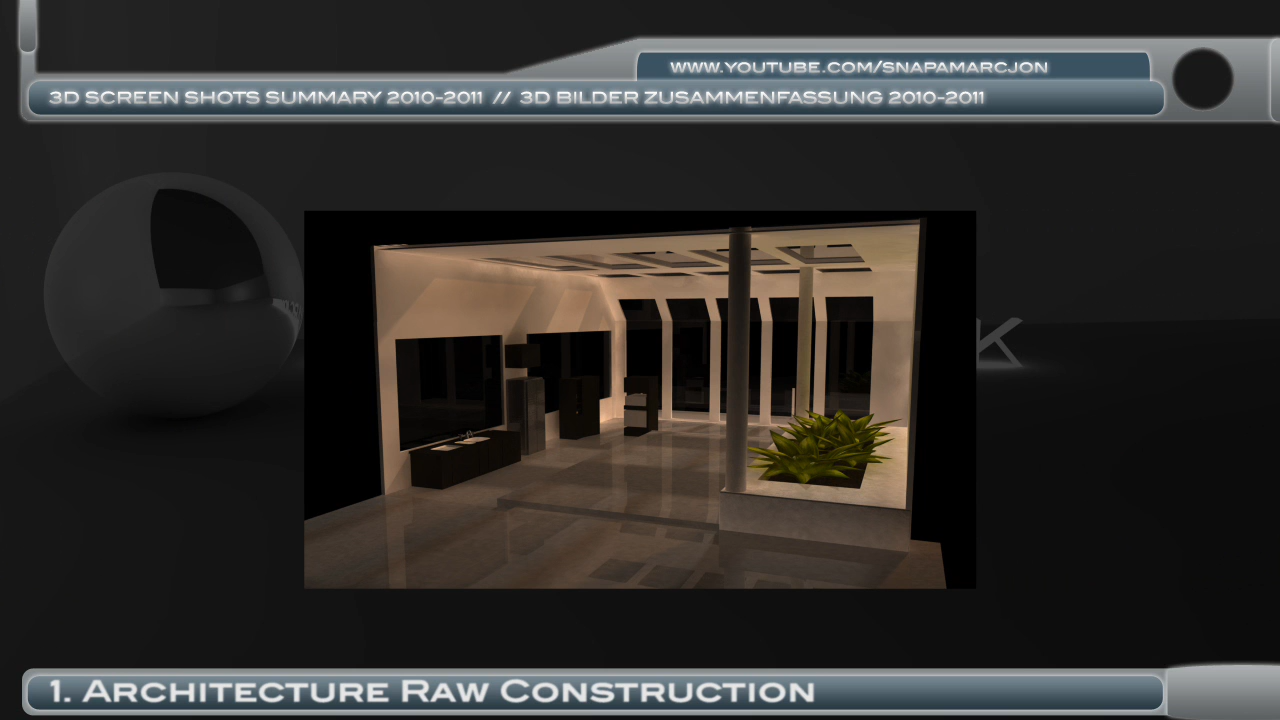 WWW.YOUTUBE.COM/SNAPAMARCJON
3D SCREEN SHOTS SUMMARY 2010-2011 // 3D BILDER ZUSAMMENFASSUNG 2010-2011
K
1. ARCHITECTURE RAW CONSTRUCTION